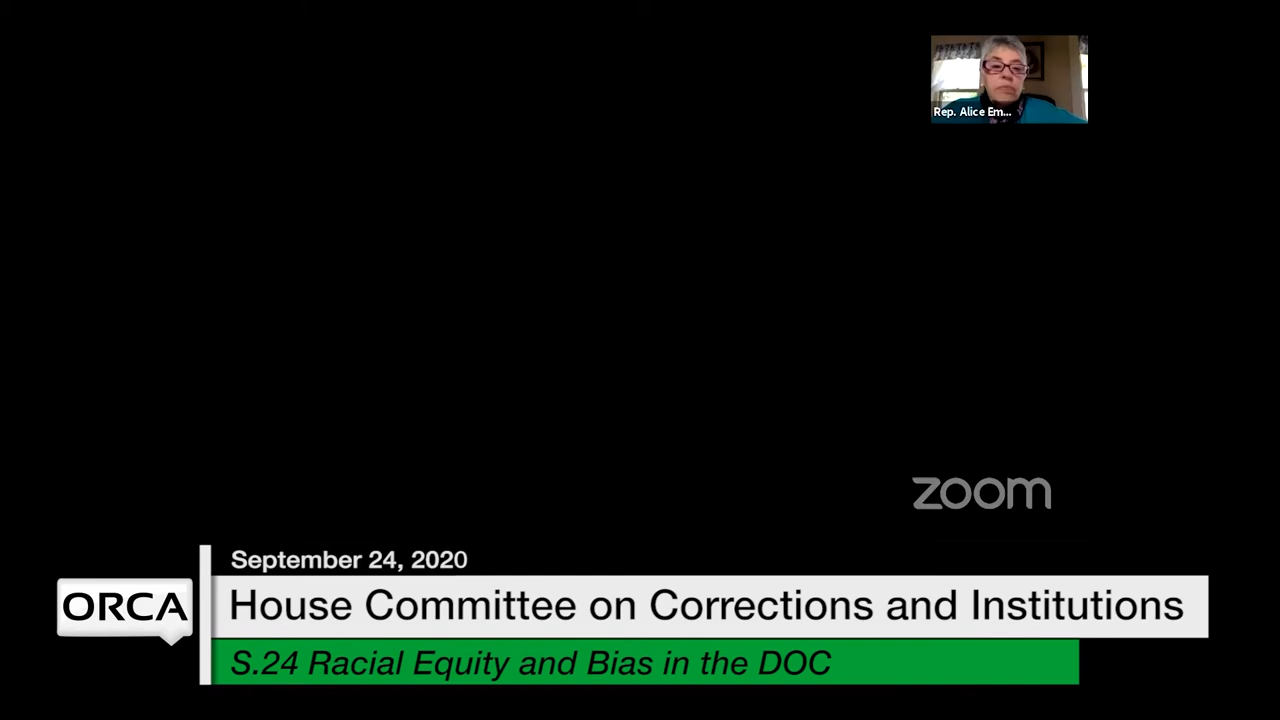 Rep. Alice Em...
zoom
September 24, 2020
ORCA
House Committee on Corrections and Institutions
S.24 Racial Equity and Bias in the DOC